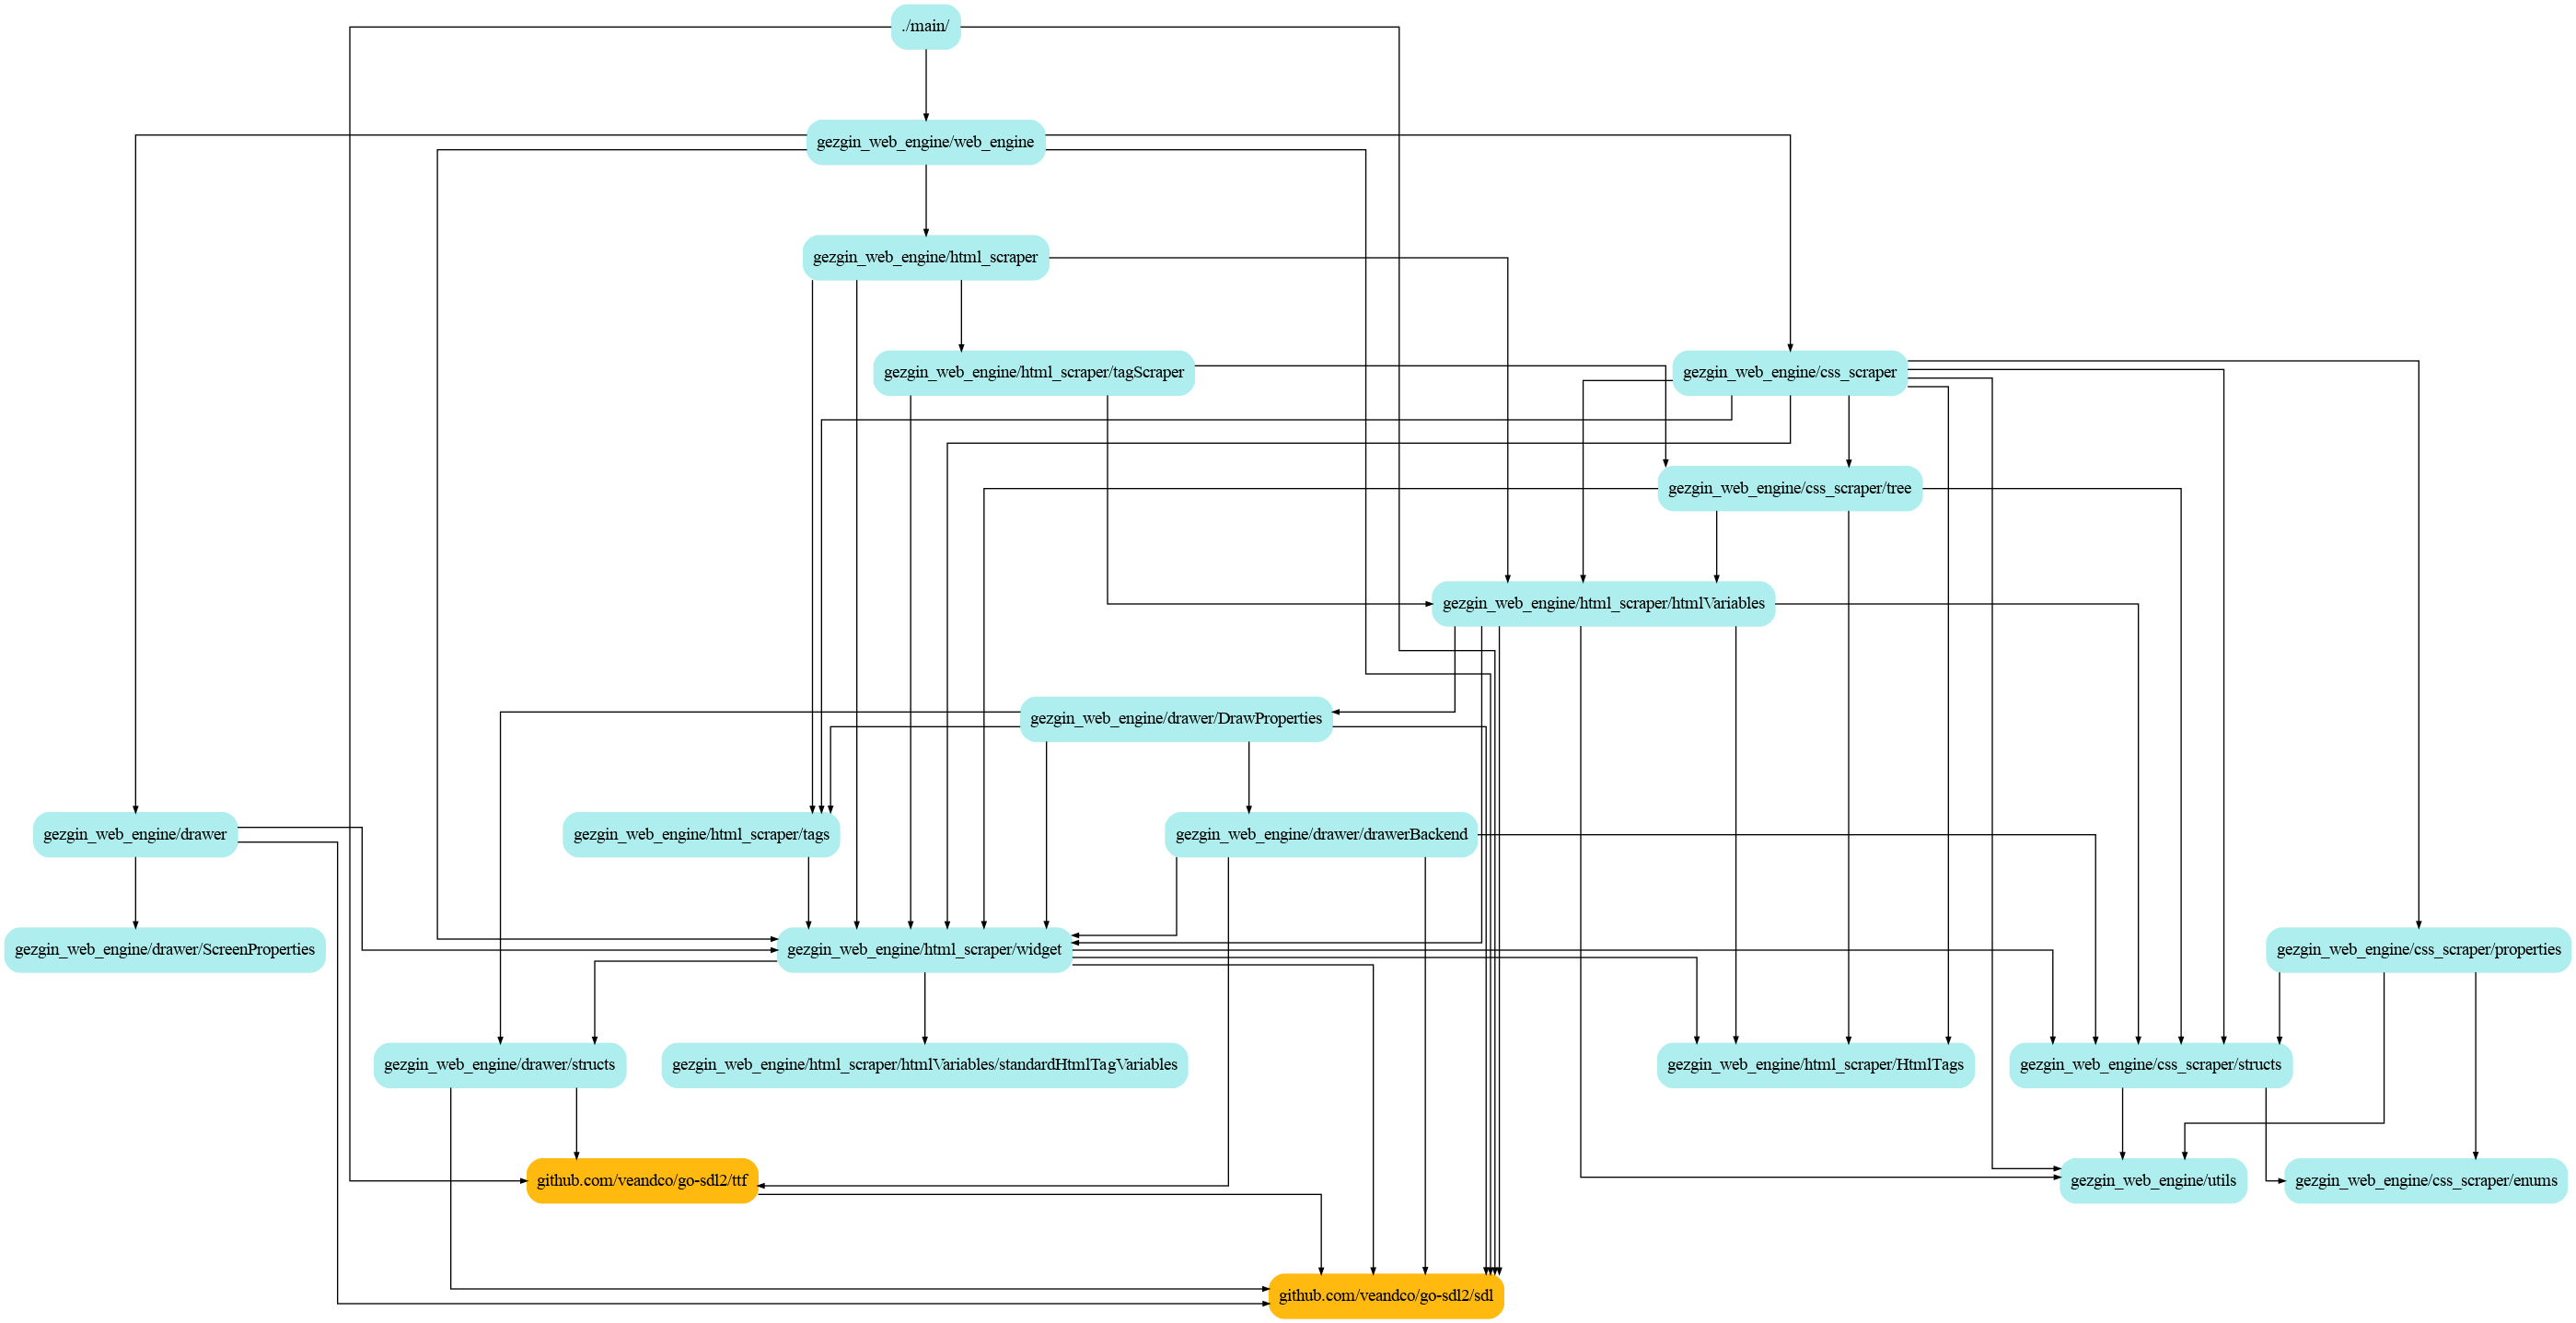 ./main/
gezgin_web_engine/web_engine
gezgin_web_engine/html_scraper
gezgin_web_engine/html_scraper/tagScraper
gezgin_web_engine/css_scraper
gezgin_web_engine/css_scraper/tree
gezgin_web_engine/html_scraper/htmlVariables
gezgin_web_engine/drawer/DrawProperties
gezgin_web_engine/drawer
gezgin_web_engine/html_scraper/tags
gezgin_web_engine/drawer/drawerBackend
gezgin_web_engine/drawer/ScreenProperties
gezgin_web_engine/html_scraper/widget
gezgin_web_engine/css_scraper/properties
gezgin_web_engine/drawer/structs
gezgin_web_engine/html_scraper/htmlVariables/standardHtmlTagVariables
gezgin_web_engine/html_scraper/HtmlTags
gezgin_web_engine/css_scraper/structs
github.com/veandco/go-sdl2/ttf
gezgin_web_engine/utils
gezgin_web_engine/css_scraper/enums
github.com/veandco/go-sdl2/sdl